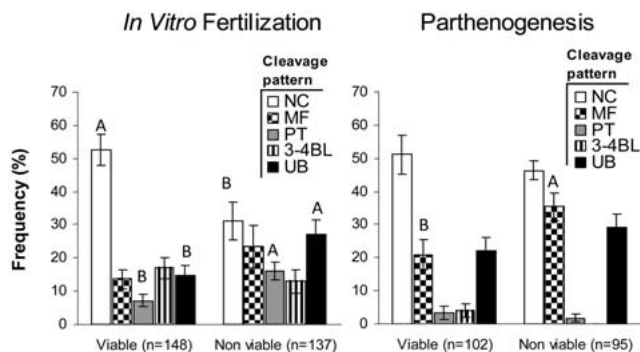 In Vitro Fertilization
Parthenogenesis
Frequency (%)
70
60
50
40
30
20
10
0
Cleavage
pattern
NC
MF
PT
3-4BL
UB
A
B
B
B
A
A
Viable (n=148)
Non viable (n=137)
70
60
50
40
30
20
10
0
Cleavage
pattern
NC
MF
PT
3-4BL
UB
B
A
Viable (n=102)
Non viable (n=95)